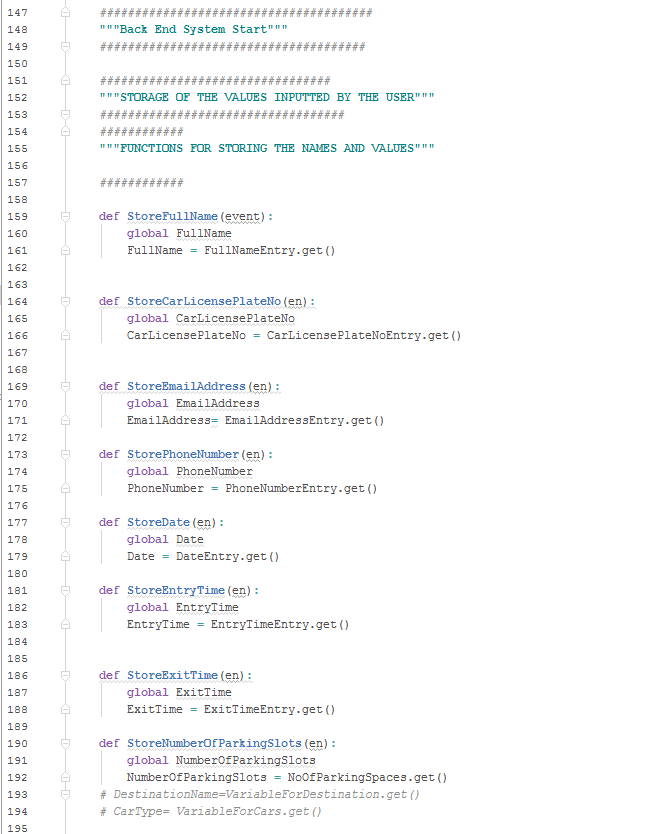 147 #######################################
148 """Back End System Start"""
149 ######################################
150
151 #################################
152 """STORAGE OF THE VALUES INPUTTED BY THE USER"""
153 ###################################
154 ############
155 """FUNCTIONS FOR STORING THE NAMES AND VALUES"""
156
157 ############
158
159 def StoreFullName(event):
160     global FullName
161     FullName = FullNameEntry.get()
162
163
164 def StoreCarLicensePlateNo(en):
165     global CarLicensePlateNo
166     CarLicensePlateNo = CarLicensePlateNoEntry.get()
167
168
169 def StoreEmailAddress(en):
170     global EmailAddress
171     EmailAddress= EmailAddressEntry.get()
172
173 def StorePhoneNumber(en):
174     global PhoneNumber
175     PhoneNumber = PhoneNumberEntry.get()
176
177 def StoreDate(en):
178     global Date
179     Date = DateEntry.get()
180
181 def StoreEntryTime(en):
182     global EntryTime
183     EntryTime = EntryTimeEntry.get()
184
185
186 def StoreExitTime(en):
187     global ExitTime
188     ExitTime = ExitTimeEntry.get()
189
190 def StoreNumberOfParkingSlots(en):
191     global NumberOfParkingSlots
192     NumberOfParkingSlots = NoOfParkingSpaces.get()
193 # DestinationName=VariableForDestination.get()
194 # CarType= VariableForCars.get()
195